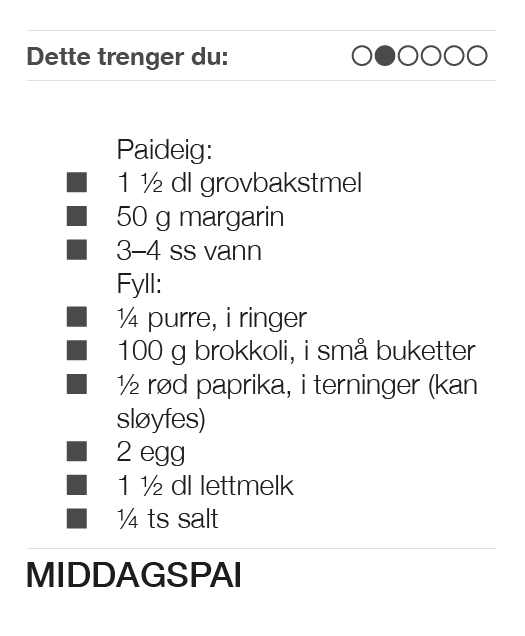 Dette trenger du:
Paideig:
1 ½ dl grovbakstmel
50 g margarin
3–4 ss vann
Fyll:
¼ purre, i ringer
100 g brokkoli, i små buketter
½ rød paprika, i terninger (kan
sløyfes)
2 egg
1 ½ dl lettmelk
¼ ts salt
MIDDAGSPAI